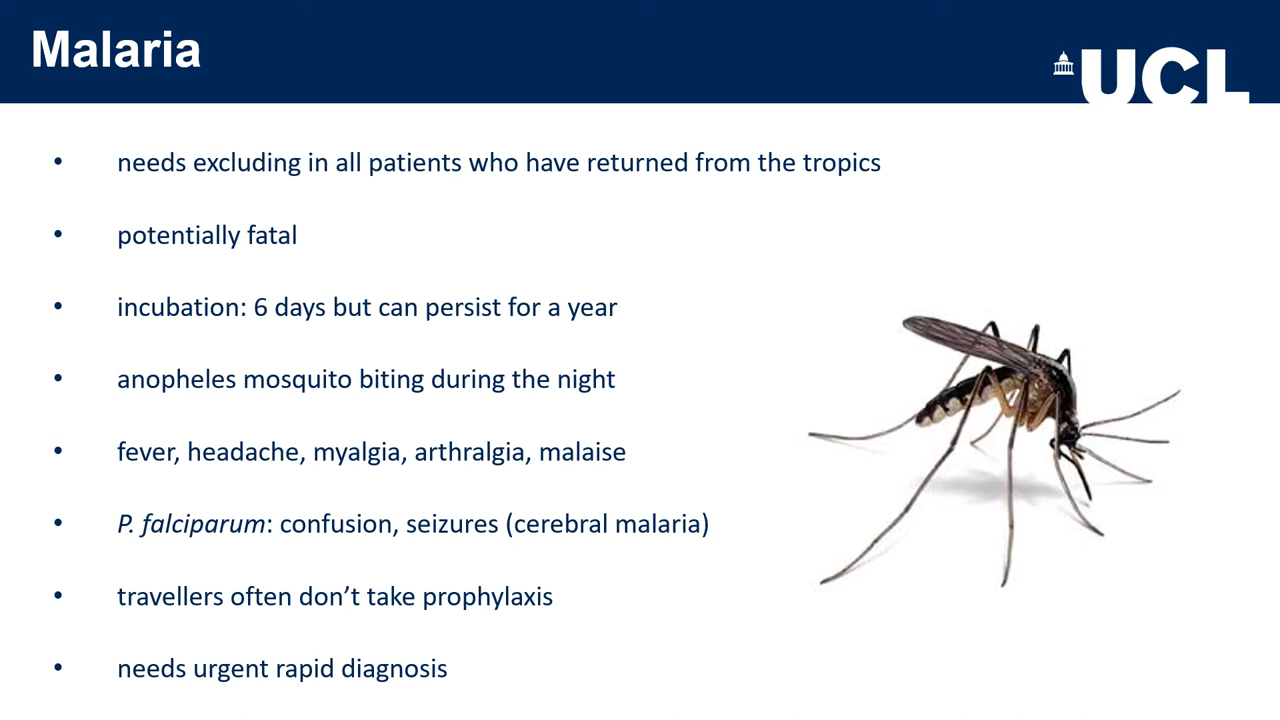 Malaria
UCL
• needs excluding in all patients who have returned from the tropics
• potentially fatal
• incubation: 6 days but can persist for a year
• anopheles mosquito biting during the night
• fever, headache, myalgia, arthralgia, malaise
• P. falciparum: confusion, seizures (cerebral malaria)
• travellers often don’t take prophylaxis
• needs urgent rapid diagnosis